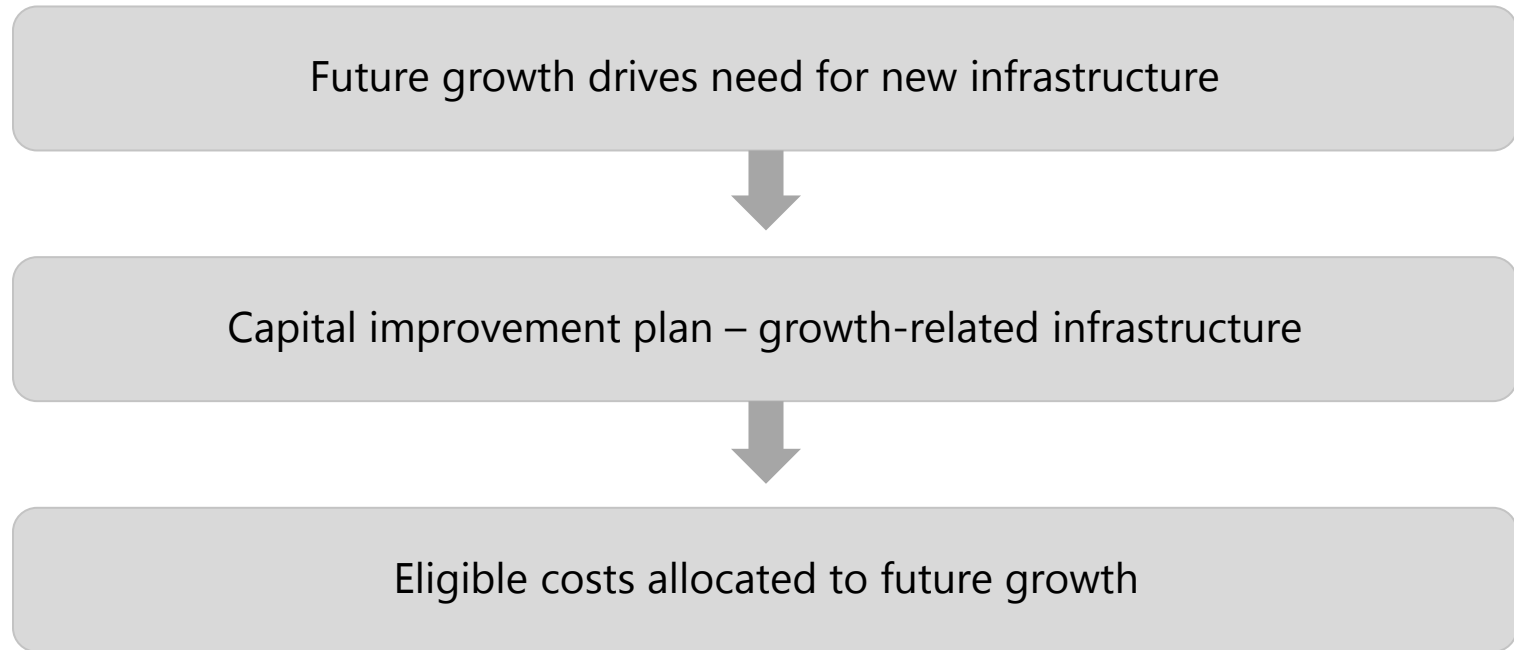 Future growth drives need for new infrastructure
Capital improvement plan – growth-related infrastructure
Eligible costs allocated to future growth